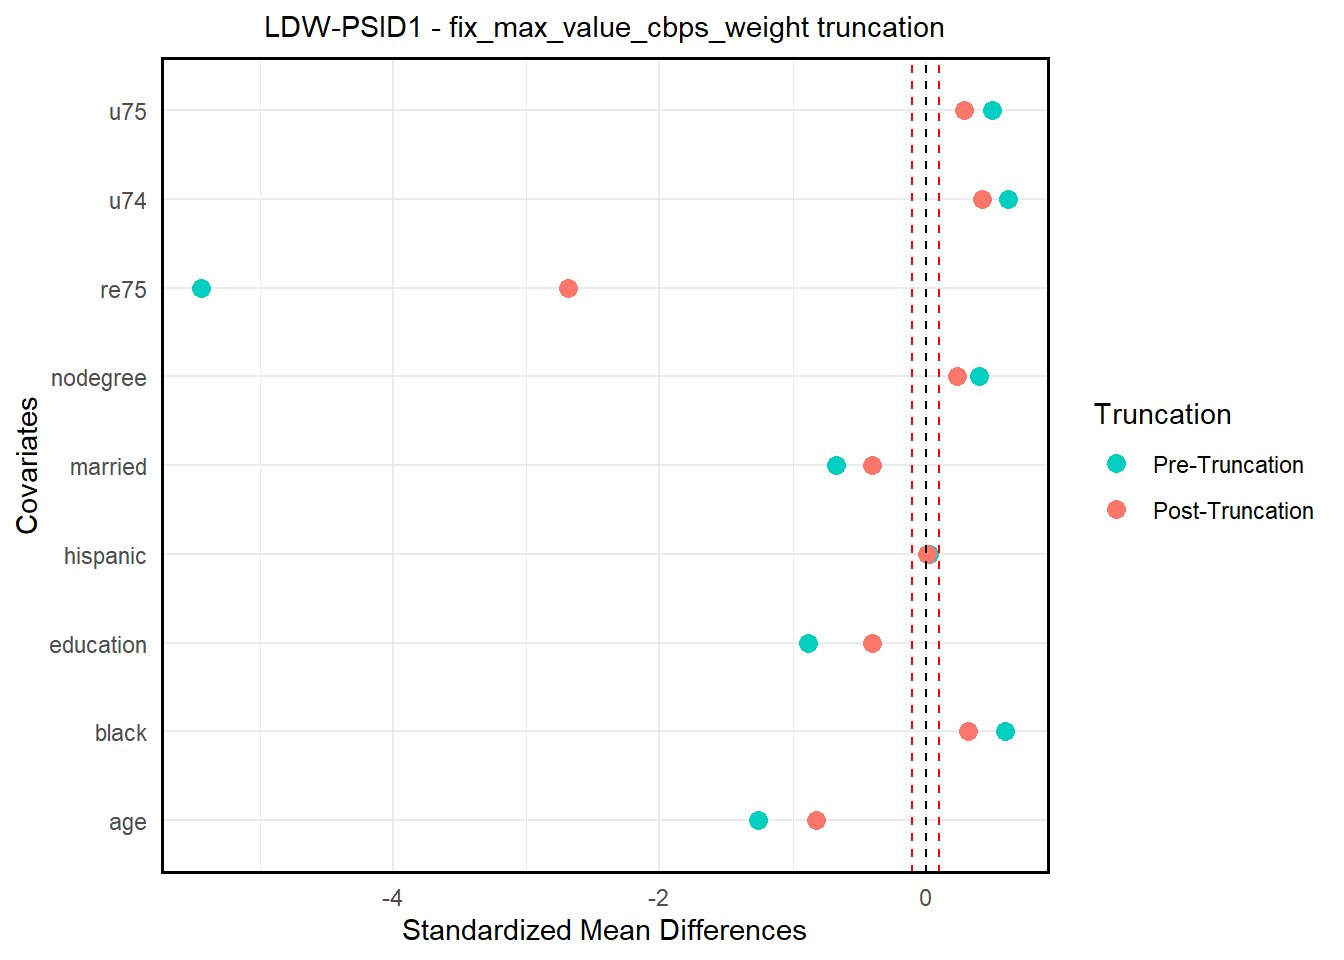 LDW-PSID1 - fix_max_value_cbps_weight truncation
u75
u74
re75
nodegree
married
hispanic
education
black
age
Covariates
-4
-2
0
Standardized Mean Differences
Truncation
Pre-Truncation
Post-Truncation